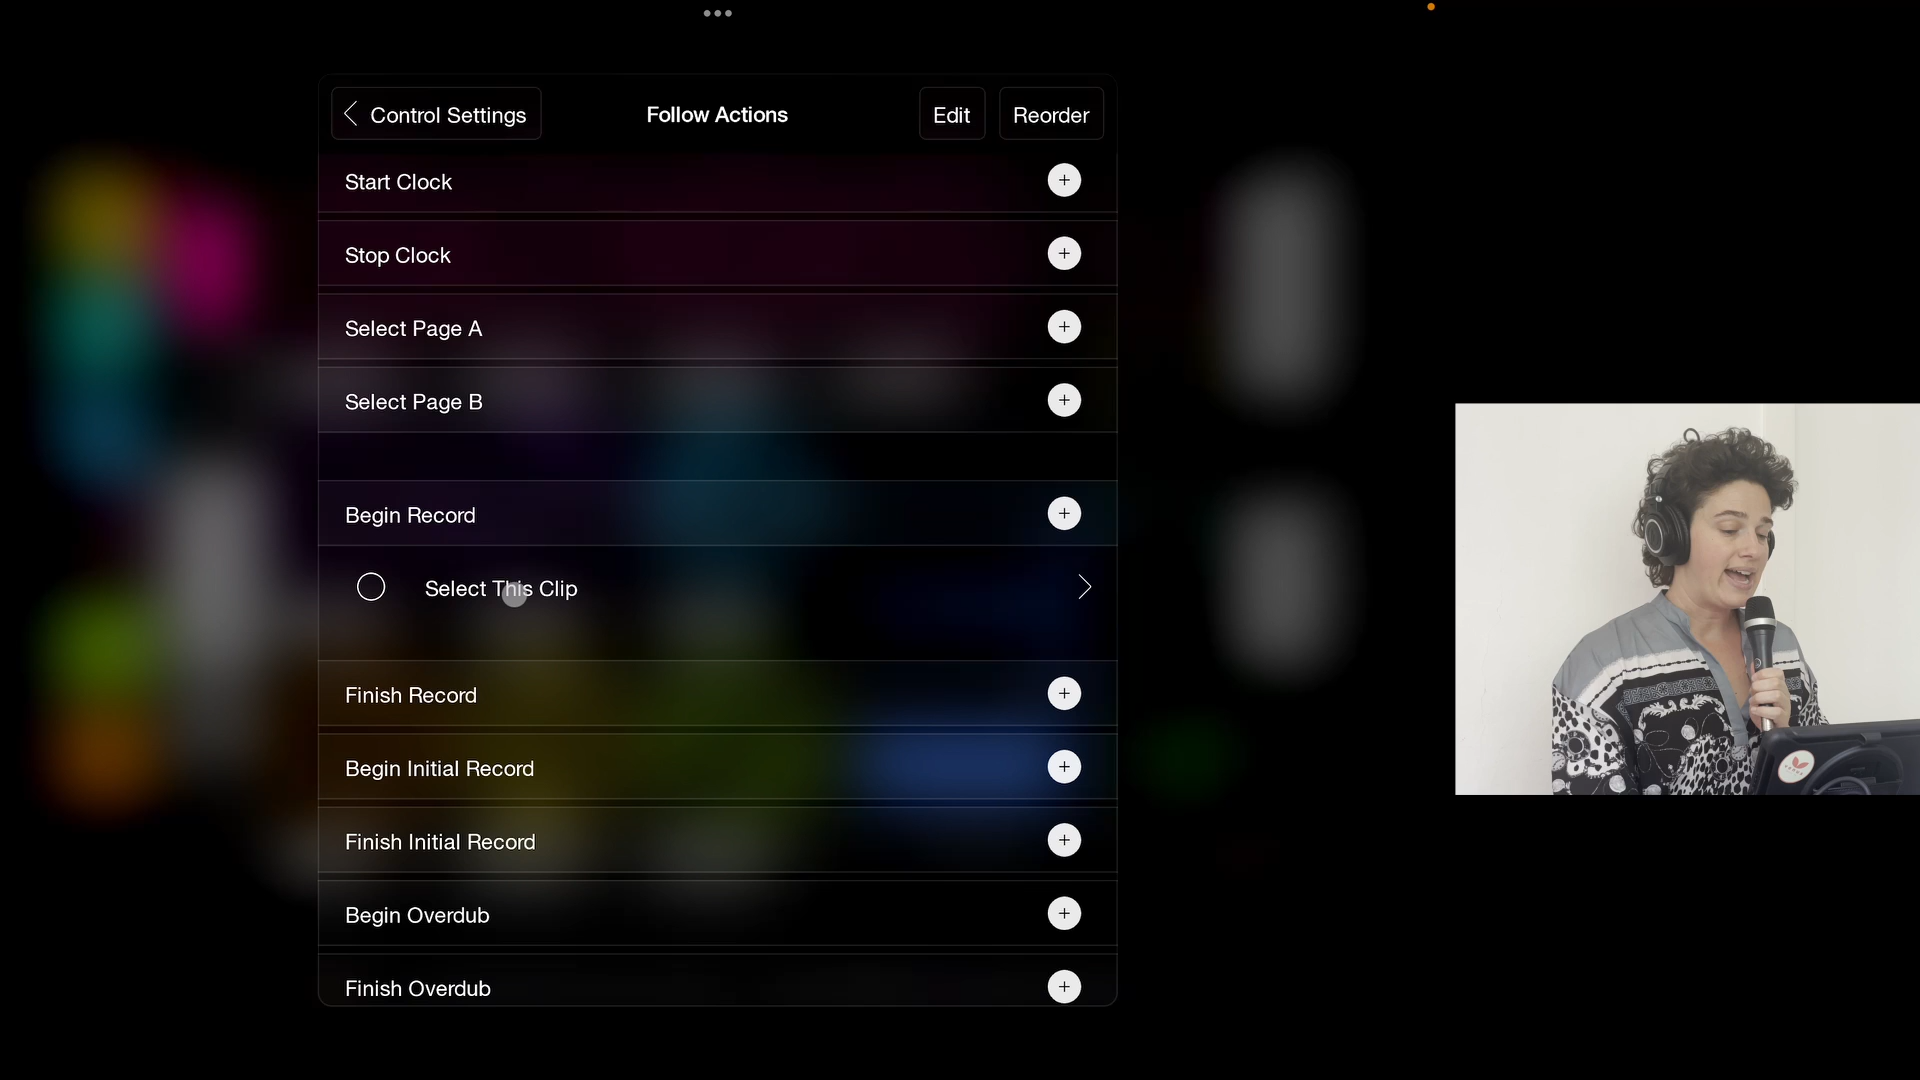 Control Settings
Follow Actions
Edit
Reorder
Start Clock
Stop Clock
Select Page A
Select Page B
Begin Record
Select This Clip
Finish Record
Begin Initial Record
Finish Initial Record
Begin Overdub
Finish Overdub